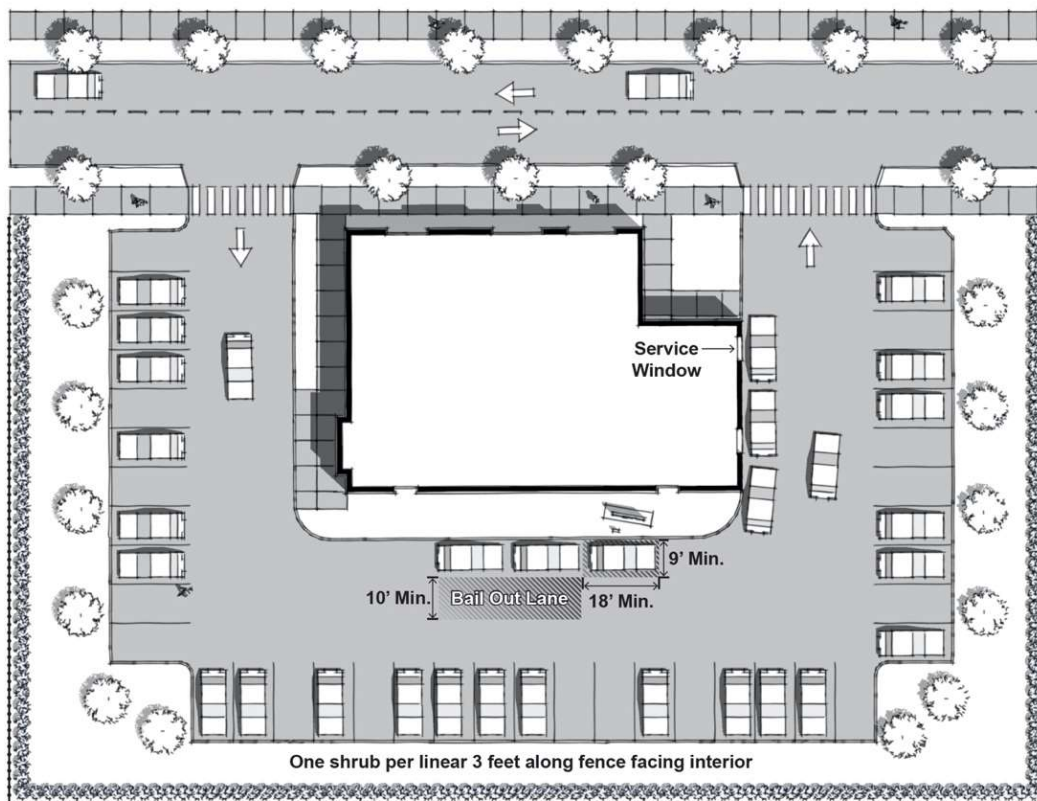 Service
Window
9’ Min.
10’ Min.
Bail Out Lane
18’ Min.
One shrub per linear 3 feet along fence facing interior